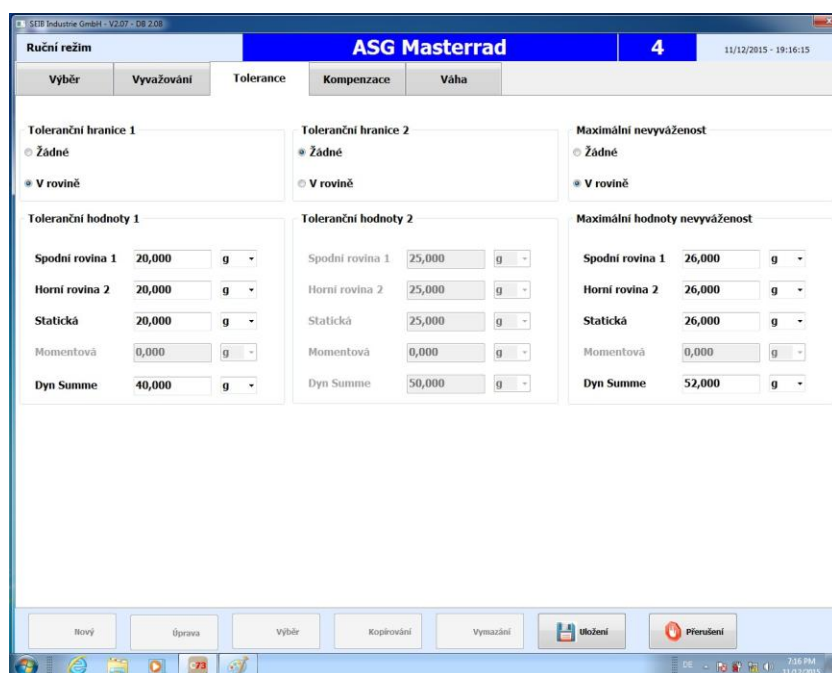 SEIB Industrie GmbH - V2.07 - DB 2.08
Ruční režim
ASG Masterrad
4
11/12/2015 - 19:16:15
Výběr
Vyvažování
Tolerance
Kompenzace
Váha
Toleranční hranice 1
Žádné
V rovině
Toleranční hranice 2
Žádné
V rovině
Maximální nevyváženost
Žádné
V rovině
Toleranční hodnoty 1
Spodní rovina 1 20,000 g
Horní rovina 2 20,000 g
Statická 20,000 g
Momentová 0,000 g
Dyn Summe 40,000 g
Toleranční hodnoty 2
Spodní rovina 1 25,000 g
Horní rovina 2 25,000 g
Statická 25,000 g
Momentová 0,000 g
Dyn Summe 50,000 g
Maximální hodnoty nevyváženost
Spodní rovina 1 26,000 g
Horní rovina 2 26,000 g
Statická 26,000 g
Momentová 0,000 g
Dyn Summe 52,000 g
Nový
Úprava
Výběr
Kopírování
Vymazání
Uložení
Přerušení
C73
DE
7:16 PM
11/12/2015